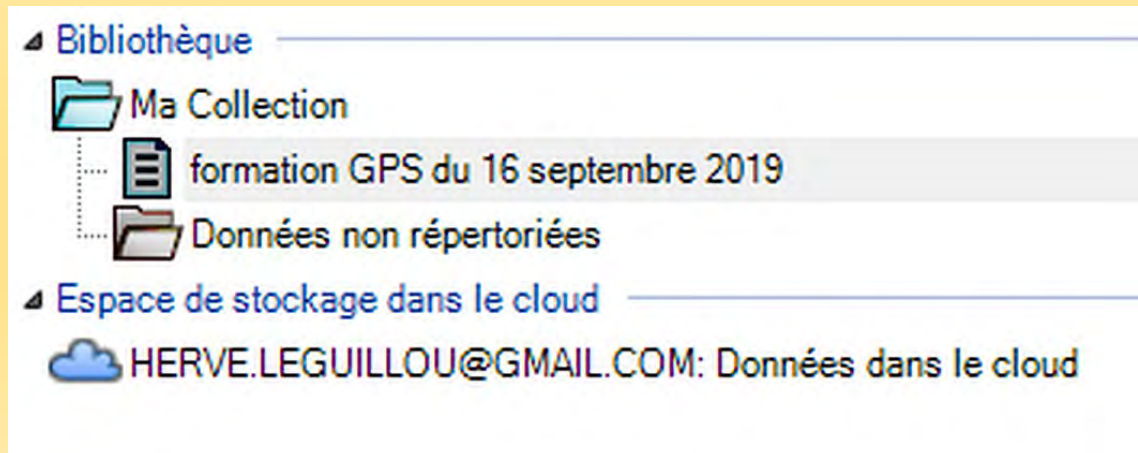 Bibliothèque
Ma Collection
formation GPS du 16 septembre 2019
Données non répertoriées
Espace de stockage dans le cloud
HERVE.LEGUILLOU@GMAIL.COM: Données dans le cloud